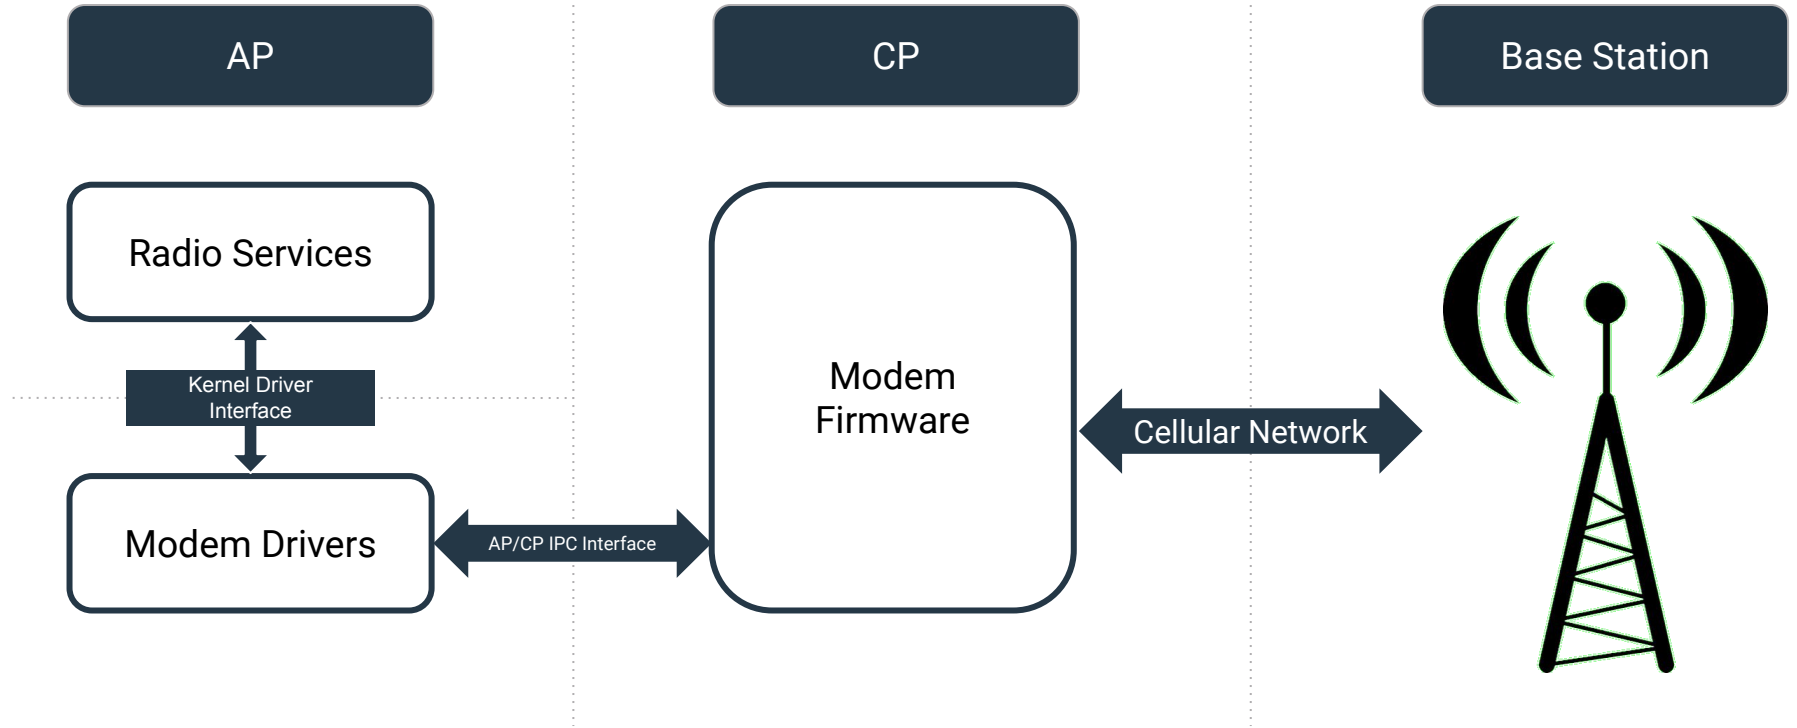 AP
CP
Base Station
Radio Services
Kernel Driver
Interface
Modem Drivers
AP/CP IPC Interface
Modem
Firmware
Cellular Network